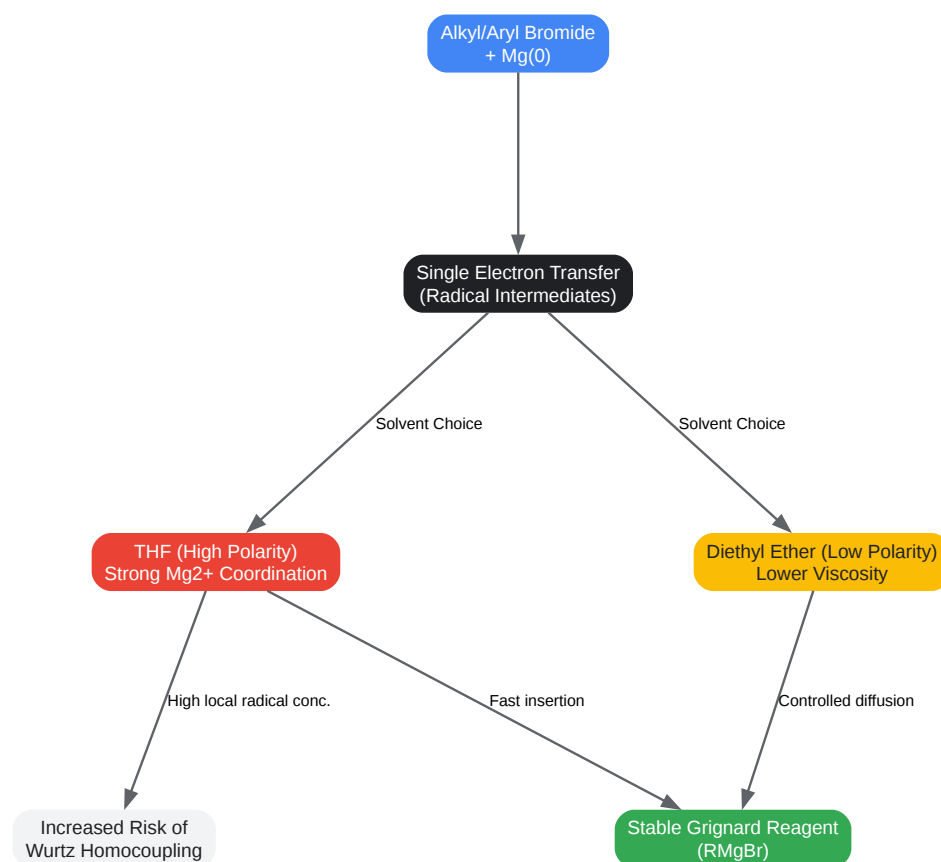 Alkyl/Aryl Bromide
+ Mg(0)
Single Electron Transfer
(Radical Intermediates)
Solvent Choice
Solvent Choice
THF (High Polarity)
Strong Mg2+ Coordination
Diethyl Ether (Low Polarity)
Lower Viscosity
High local radical conc.
Fast insertion
Controlled diffusion
Increased Risk of
Wurtz Homocoupling
Stable Grignard Reagent
(RMgBr)